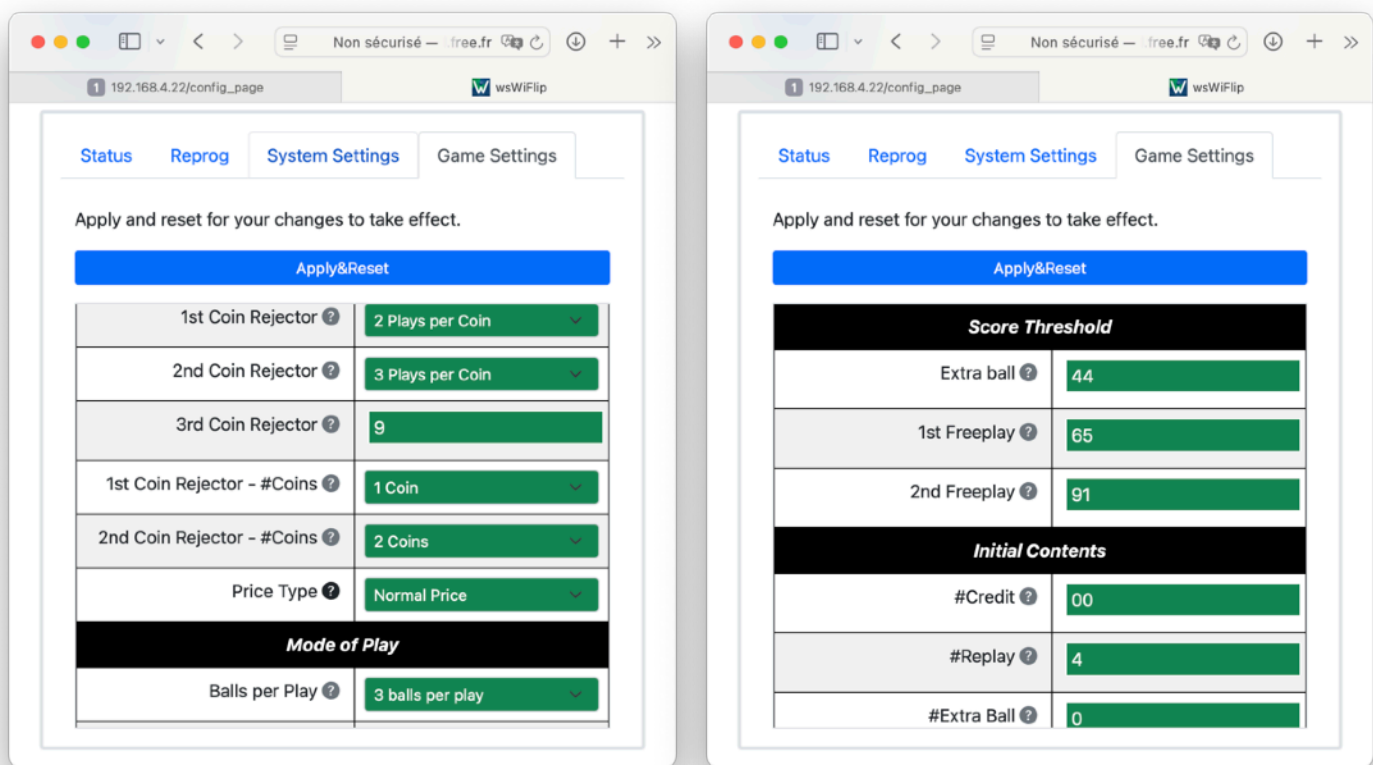 Non sécurisé — free.fr
1 192.168.4.22/config_page
wsWiFlip
Status Reprog System Settings Game Settings
Apply and reset for your changes to take effect.
Apply&Reset
1st Coin Rejector ? 2 Plays per Coin
2nd Coin Rejector ? 3 Plays per Coin
3rd Coin Rejector ? 9
1st Coin Rejector - #Coins ? 1 Coin
2nd Coin Rejector - #Coins ? 2 Coins
Price Type ? Normal Price
Mode of Play
Balls per Play ? 3 balls per play
Non sécurisé — free.fr
1 192.168.4.22/config_page
wsWiFlip
Status Reprog System Settings Game Settings
Apply and reset for your changes to take effect.
Apply&Reset
Score Threshold
Extra ball ? 44
1st Freeplay ? 65
2nd Freeplay ? 91
Initial Contents
#Credit ? 00
#Replay ? 4
#Extra Ball ? 0